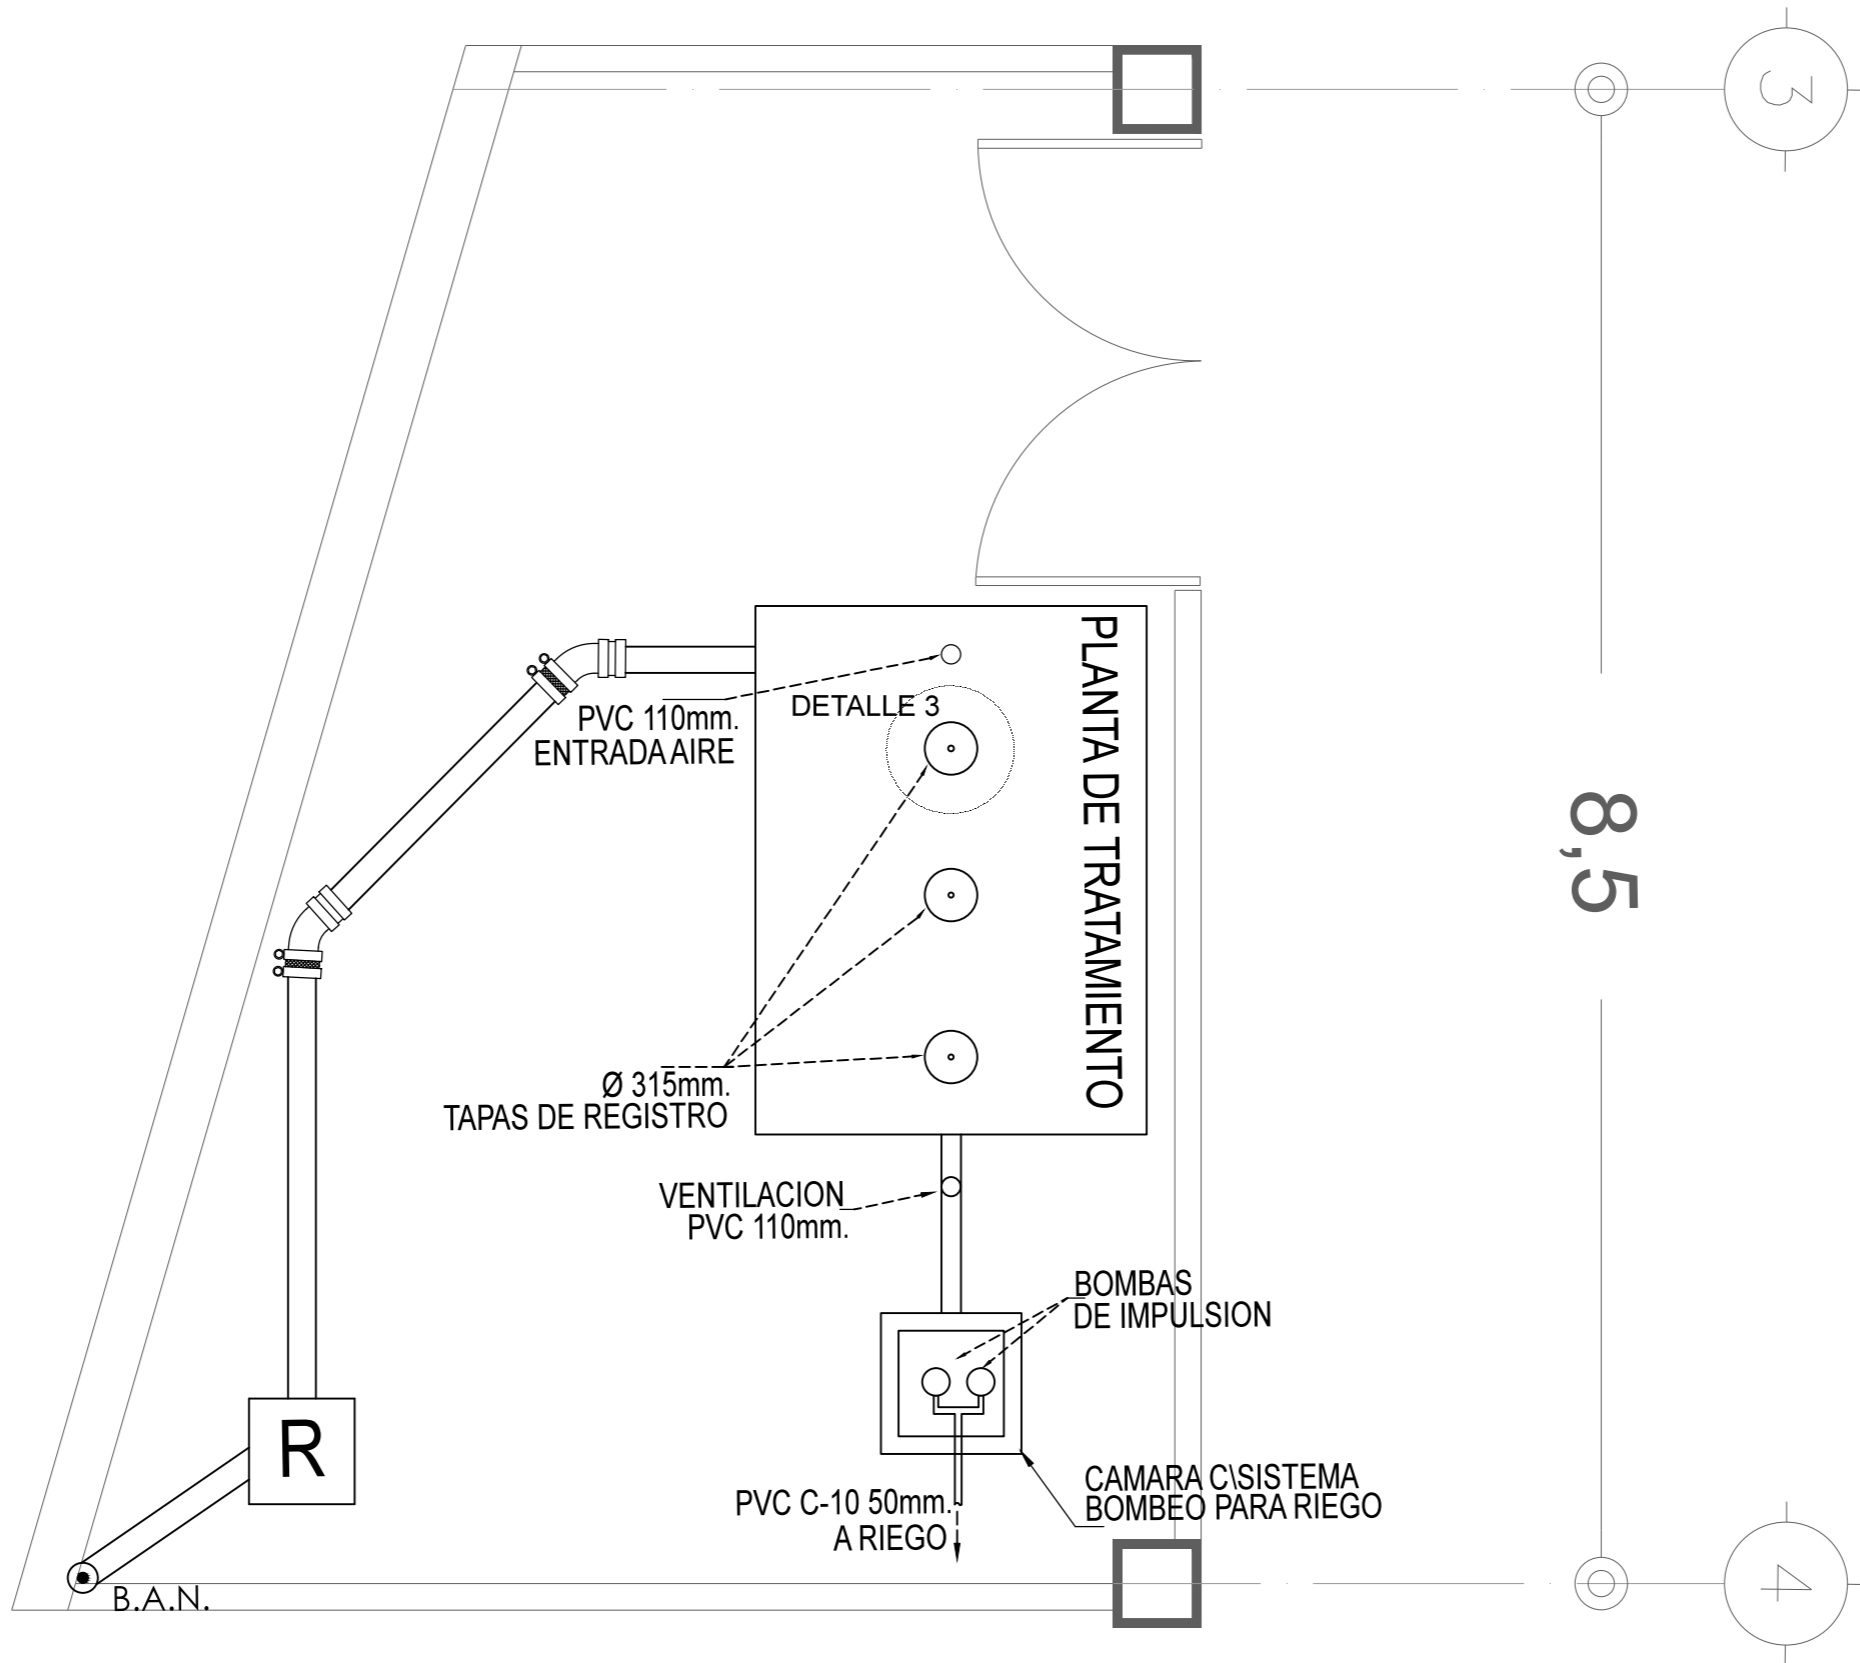 3
PLANTA DE TRATAMIENTO
DETALLE 3
PVC 110mm.
ENTRADA AIRE
8,5
Ø 315mm.
TAPAS DE REGISTRO
VENTILACION
PVC 110mm.
BOMBAS
DE IMPULSION
R
CAMARA C\SISTEMA
BOMBEO PARA RIEGO
PVC C-10 50mm.
A RIEGO
B.A.N.
4